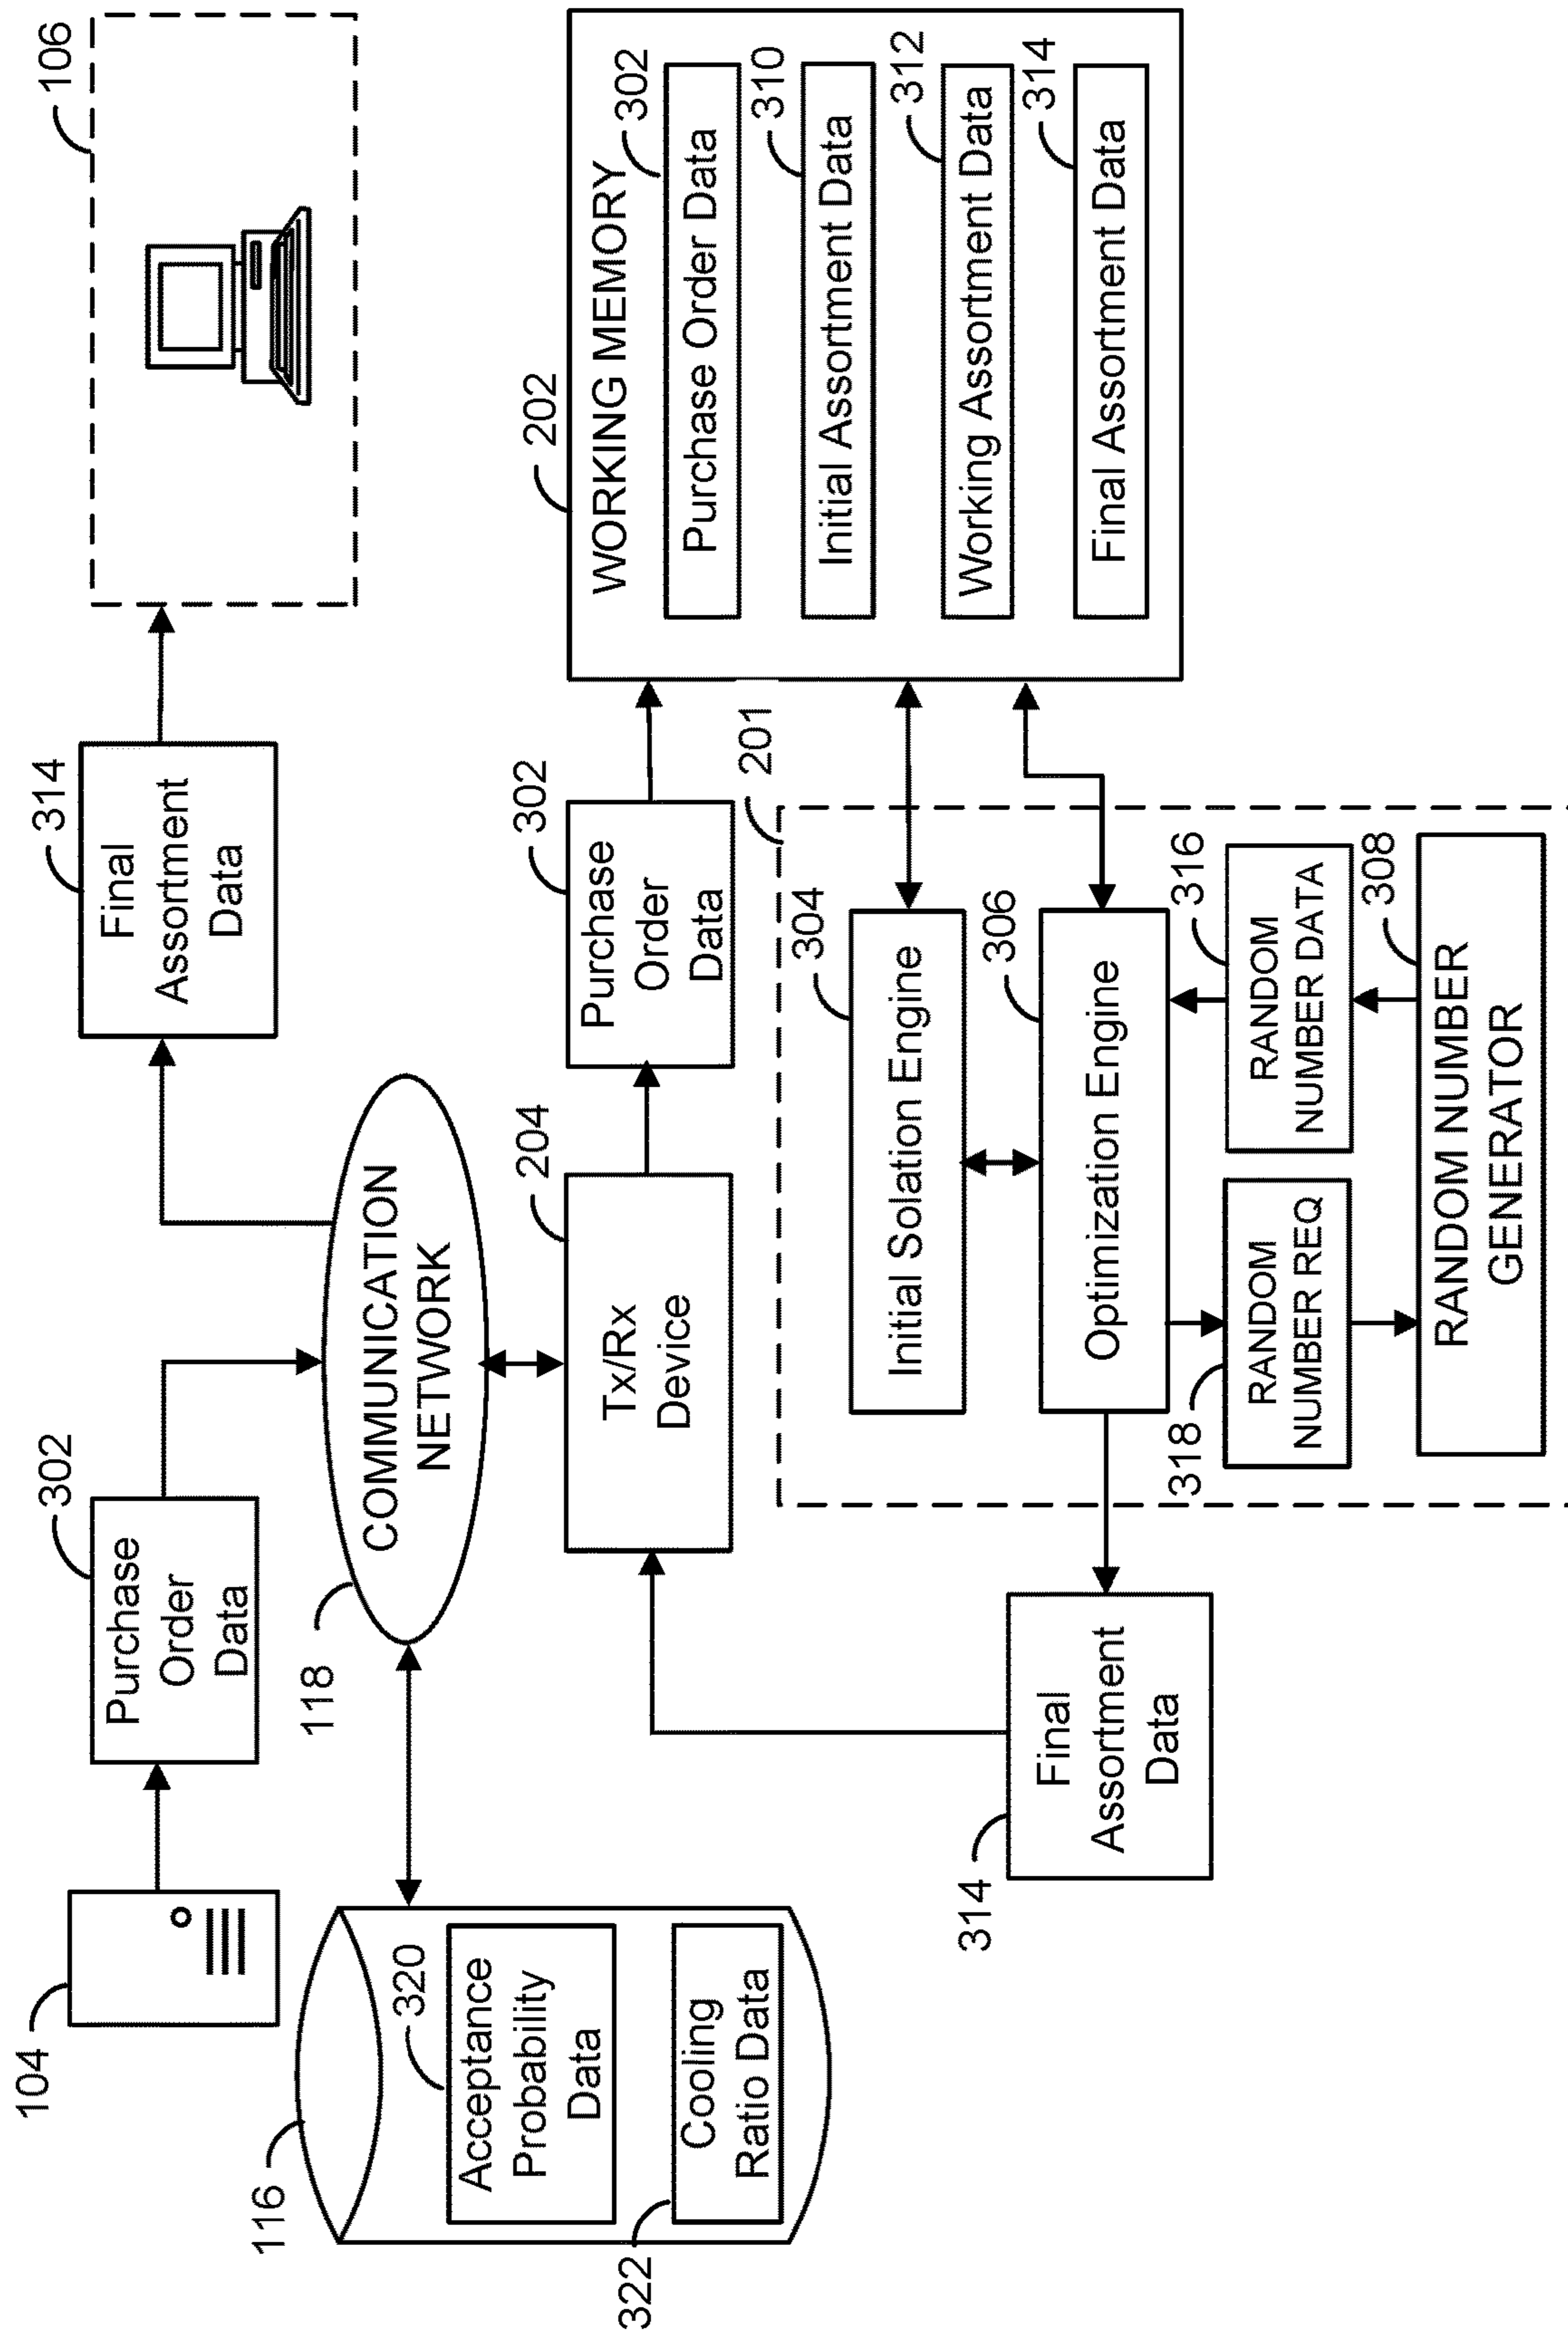 104
302
Purchase
Order
Data
314
Final
Assortment
Data
106
116
320
Acceptance
Probability
Data
322
Cooling
Ratio Data
118
COMMUNICATION
NETWORK
204
Tx/Rx
Device
302
Purchase
Order
Data
202
WORKING MEMORY
302
Purchase Order Data
310
Initial Assortment Data
312
Working Assortment Data
314
Final Assortment Data
201
304
Initial Solation Engine
306
Optimization Engine
314
Final
Assortment
Data
318
RANDOM
NUMBER REQ
316
RANDOM
NUMBER DATA
308
RANDOM NUMBER
GENERATOR